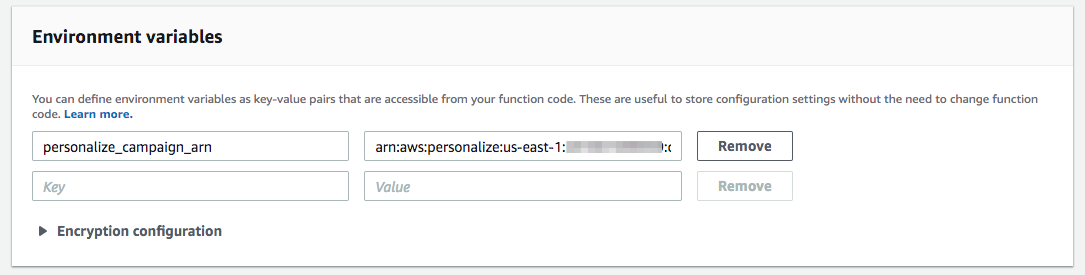 Environment variables
You can define environment variables as key-value pairs that are accessible from your function code. These are useful to store configuration settings without the need to change function
code. Learn more.
personalize_campaign_arn arn:aws:personalize:us-east-1: Remove
Key Value Remove
Encryption configuration